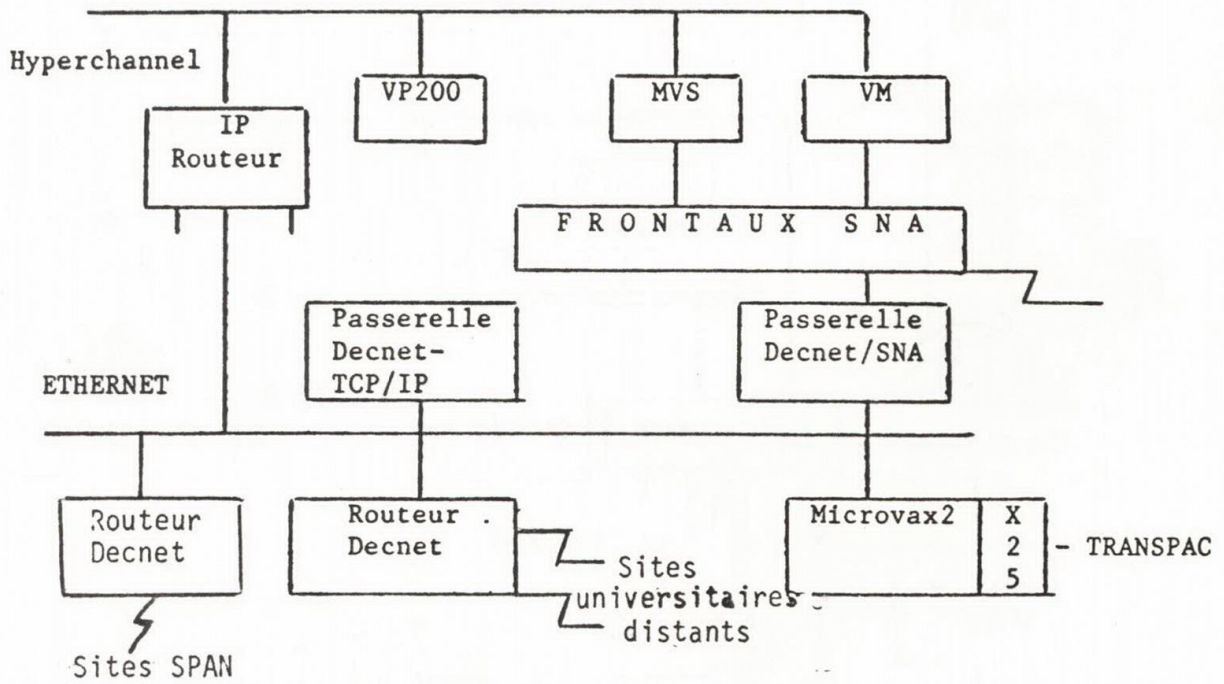 Hyperchannel
VP200
MVS
VM
IP
Routeur
FRONTAUX SNA
Passerelle
Decnet-
TCP/IP
Passerelle
Decnet/SNA
ETHERNET
Routeur
Decnet
Routeur
Decnet
Microvax2
X
2
5
- TRANSPAC
Sites
universitaires
distants
Sites SPAN